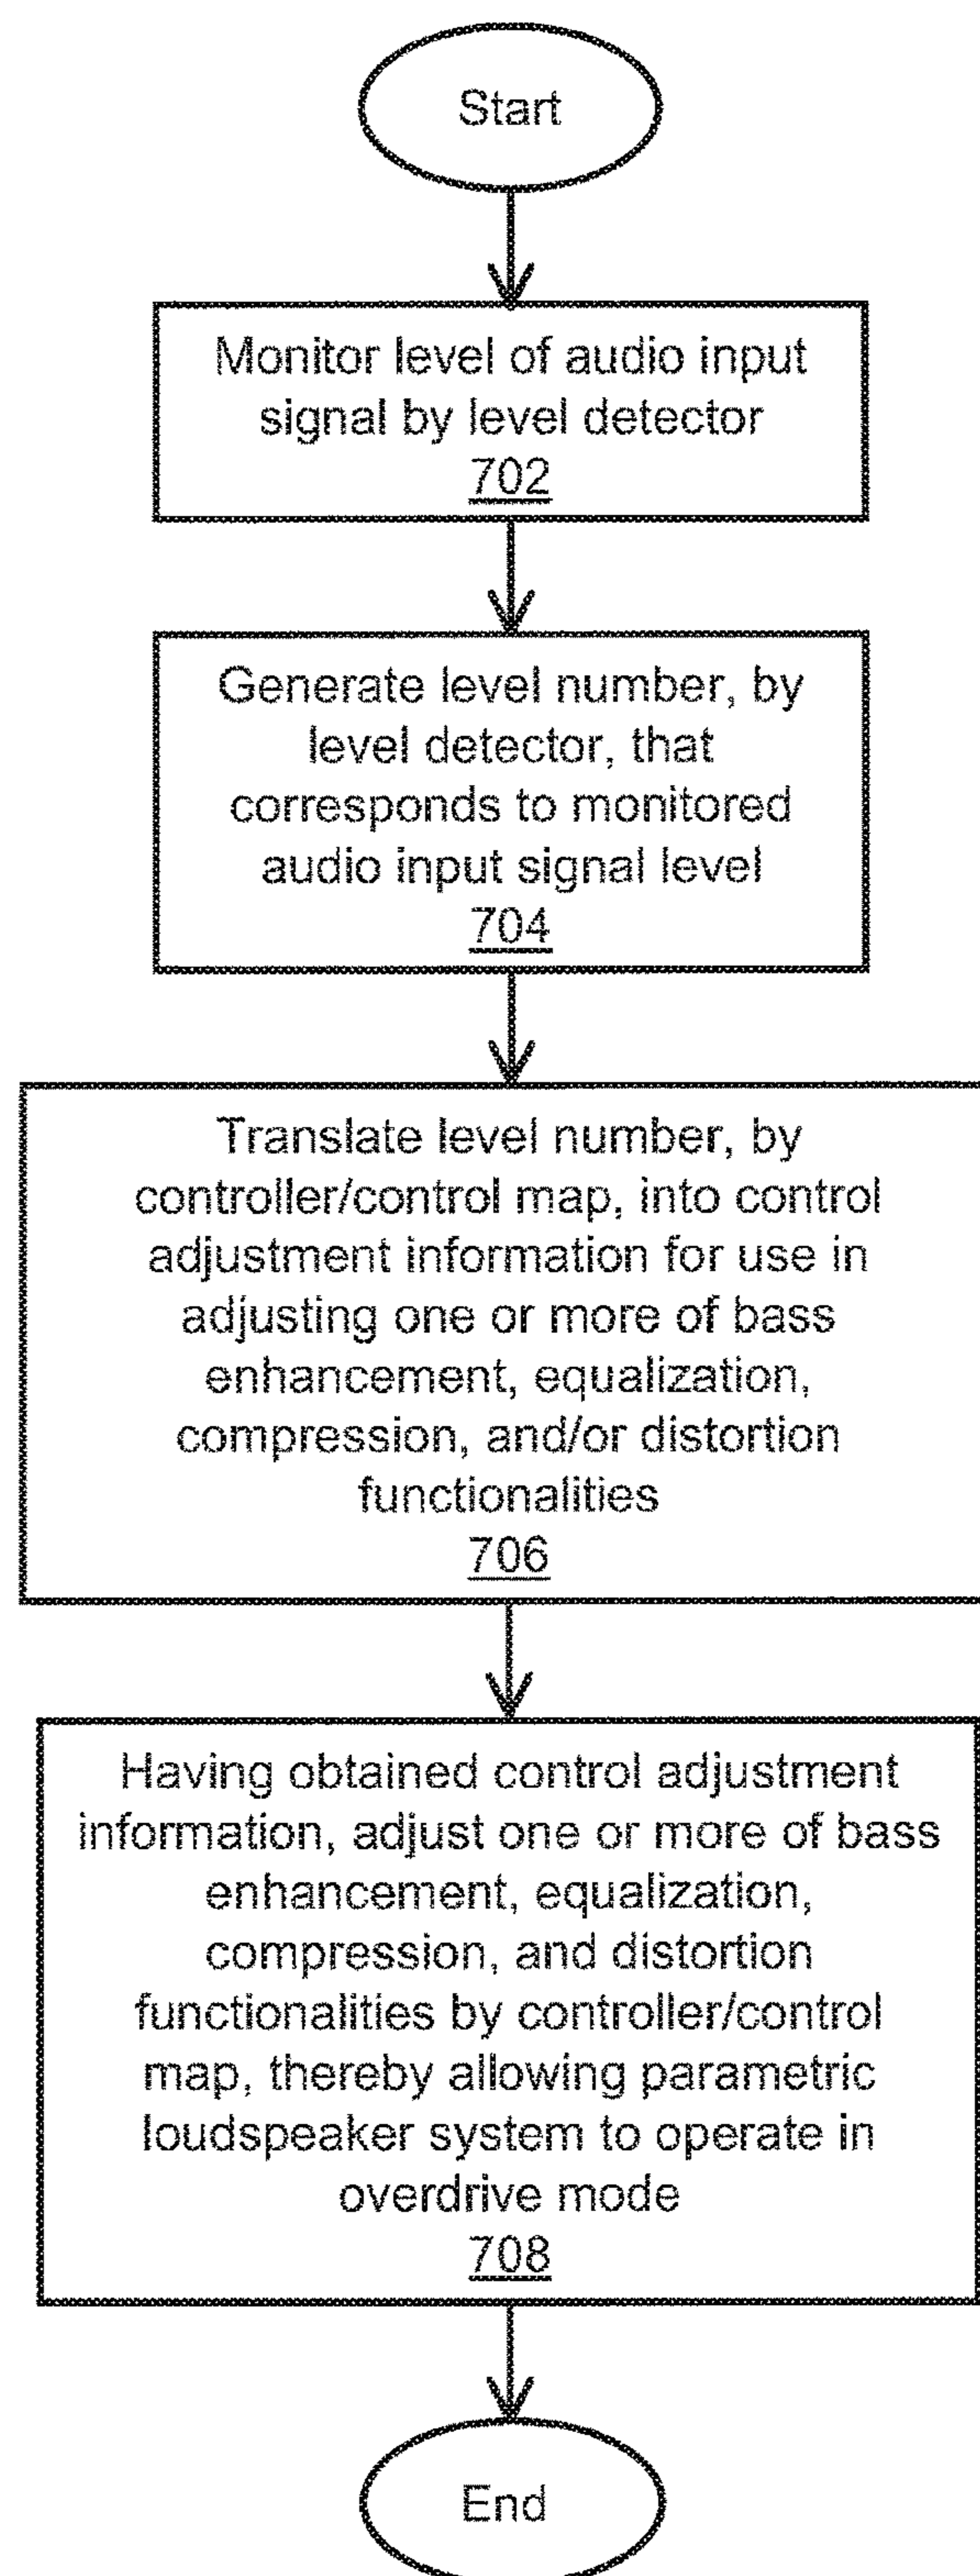 Start
Monitor level of audio input
signal by level detector
702
Generate level number, by
level detector, that
corresponds to monitored
audio input signal level
704
Translate level number, by
controller/control map, into control
adjustment information for use in
adjusting one or more of bass
enhancement, equalization,
compression, and/or distortion
functionalities
706
Having obtained control adjustment
information, adjust one or more of bass
enhancement, equalization,
compression, and distortion
functionalities by controller/control
map, thereby allowing parametric
loudspeaker system to operate in
overdrive mode
708
End